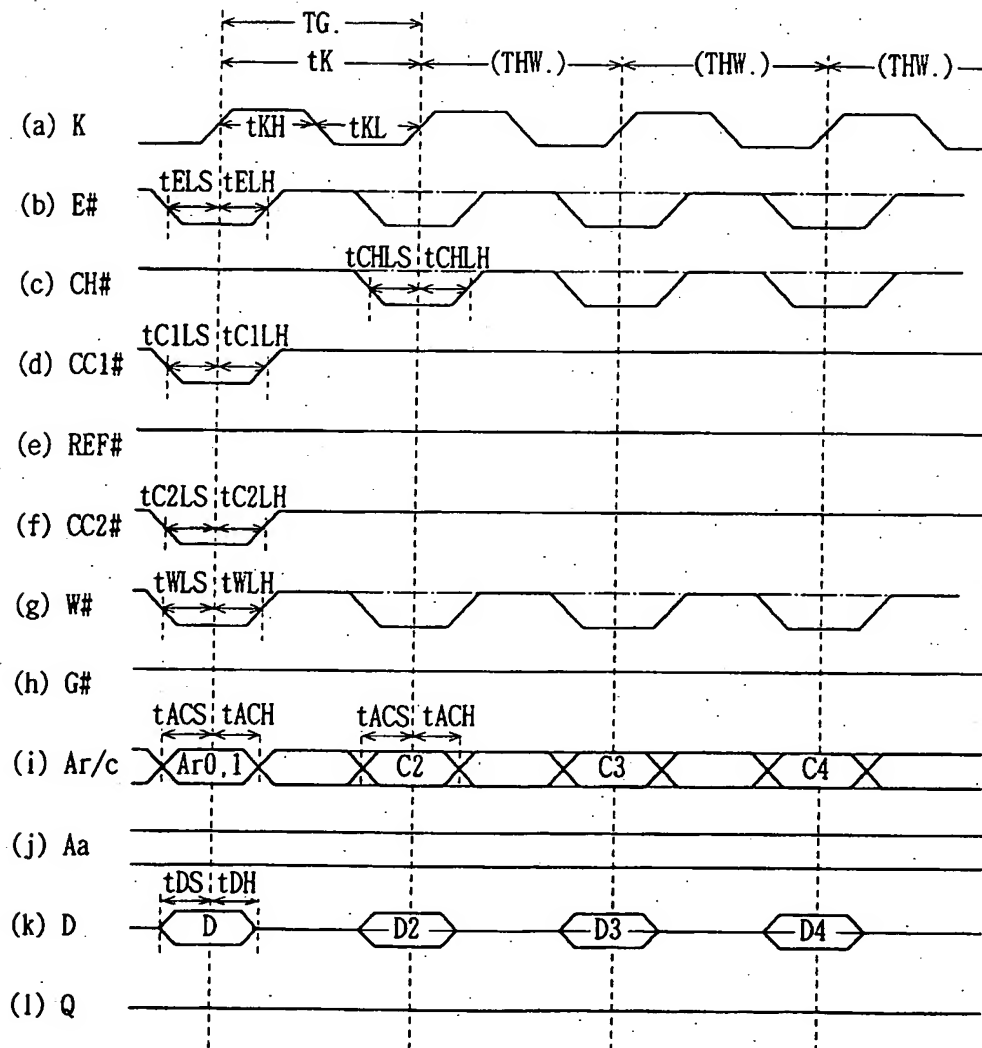 TG.
tK (THW.) (THW.) (THW.)
(a) K tKH tKL
tELS tELH
(b) E#
tCHLS tCHLH
(c) CH#
tC1LS tC1LH
(d) CC1#
(e) REF#
tC2LS tC2LH
(f) CC2#
tWLS tWLH
(g) W#
(h) G#
tACS tACH tACS tACH
(i) Ar/c Ar0,1 C2 C3 C4
(j) Aa
tDS tDH
(k) D D D2 D3 D4
(l) Q